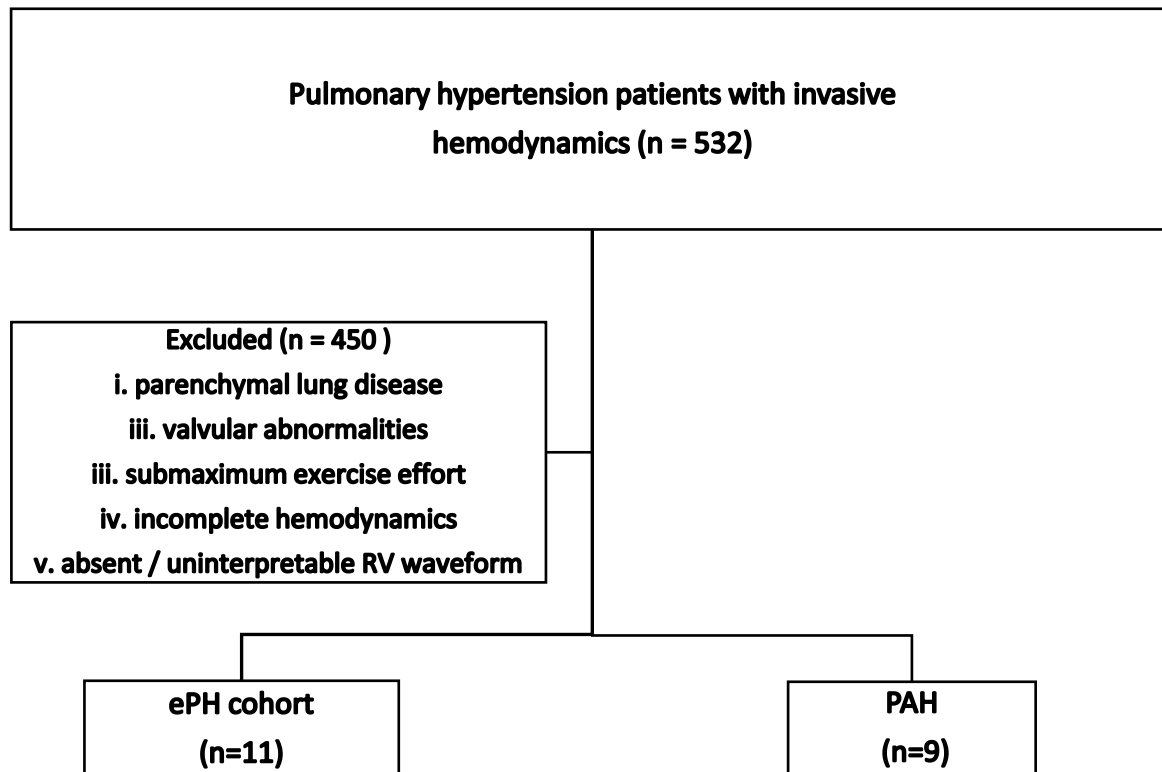 Pulmonary hypertension patients with invasive
hemodynamics (n = 532)
Excluded (n = 450 )
i. parenchymal lung disease
iii. valvular abnormalities
iii. submaximum exercise effort
iv. incomplete hemodynamics
v. absent / uninterpretable RV waveform
ePH cohort
(n=11)
PAH
(n=9)